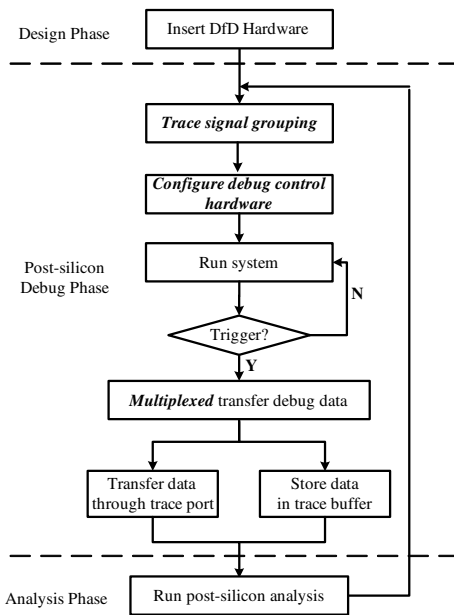 Design Phase
Insert DfD Hardware
Trace signal grouping
Configure debug control
hardware
Post-silicon
Debug Phase
Run system
N
Trigger?
Y
Multiplexed transfer debug data
Transfer data
through trace port
Store data
in trace buffer
Analysis Phase
Run post-silicon analysis